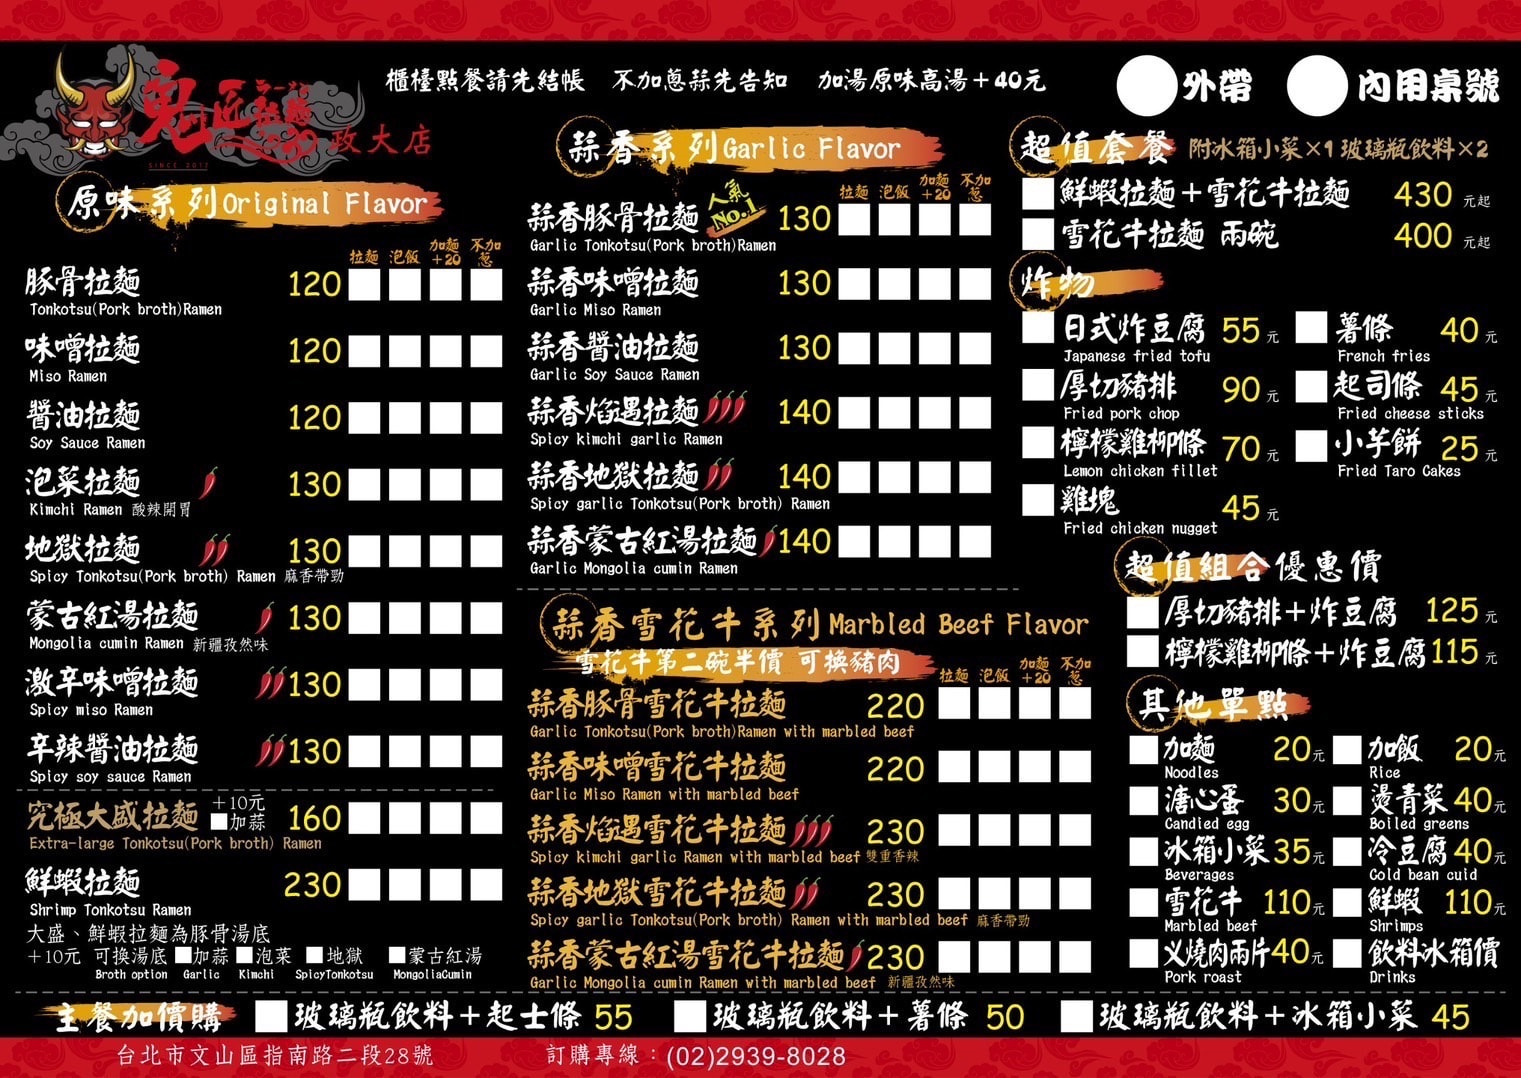 鬼匠拉麵
SINCE 2017
政大店
櫃檯點餐請先結帳 不加蔥蒜先告知 加湯原味高湯+40元
外帶 內用桌號
原味系列Original Flavor
拉麵 泡飯 加麵+20 不加蔥
豚骨拉麵 120
Tonkotsu(Pork broth)Ramen
味噌拉麵 120
Miso Ramen
醬油拉麵 120
Soy Sauce Ramen
泡菜拉麵 130
Kimchi Ramen 酸辣開胃
地獄拉麵 130
Spicy Tonkotsu(Pork broth) Ramen 麻香帶勁
蒙古紅湯拉麵 130
Mongolia cumin Ramen 新疆孜然味
激辛味噌拉麵 130
Spicy miso Ramen
辛辣醬油拉麵 130
Spicy soy sauce Ramen
究極大盛拉麵 +10元 加蒜 160
Extra-large Tonkotsu(Pork broth) Ramen
鮮蝦拉麵 230
Shrimp Tonkotsu Ramen
大盛、鮮蝦拉麵為豚骨湯底
+10元 可換湯底 加蒜 泡菜 地獄 蒙古紅湯
Broth option Garlic Kimchi SpicyTonkotsu MongoliaCumin
蒜香系列Garlic Flavor
拉麵 泡飯 加麵+20 不加蔥
蒜香豚骨拉麵 人氣No.1 130
Garlic Tonkotsu(Pork broth)Ramen
蒜香味噌拉麵 130
Garlic Miso Ramen
蒜香醬油拉麵 130
Garlic Soy Sauce Ramen
蒜香焰遇拉麵 140
Spicy kimchi garlic Ramen
蒜香地獄拉麵 140
Spicy garlic Tonkotsu(Pork broth) Ramen
蒜香蒙古紅湯拉麵 140
Garlic Mongolia cumin Ramen
蒜香雪花牛系列Marbled Beef Flavor
雪花牛第二碗半價 可換豬肉
拉麵 泡飯 加麵+20 不加蔥
蒜香豚骨雪花牛拉麵 220
Garlic Tonkotsu(Pork broth)Ramen with marbled beef
蒜香味噌雪花牛拉麵 220
Garlic Miso Ramen with marbled beef
蒜香焰遇雪花牛拉麵 230
Spicy kimchi garlic Ramen with marbled beef 雙重香辣
蒜香地獄雪花牛拉麵 230
Spicy garlic Tonkotsu(Pork broth) Ramen with marbled beef 麻香帶勁
蒜香蒙古紅湯雪花牛拉麵 230
Garlic Mongolia cumin Ramen with marbled beef 新疆孜然味
超值套餐 附冰箱小菜×1 玻璃瓶飲料×2
鮮蝦拉麵+雪花牛拉麵 430元起
雪花牛拉麵 兩碗 400元起
炸物
日式炸豆腐 55元 薯條 40元
Japanese fried tofu French fries
厚切豬排 90元 起司條 45元
Fried pork chop Fried cheese sticks
檸檬雞柳條 70元 小芋餅 25元
Lemon chicken fillet Fried Taro Cakes
雞塊 45元
Fried chicken nugget
超值組合優惠價
厚切豬排+炸豆腐 125元
檸檬雞柳條+炸豆腐 115元
其他單點
加麵 20元 加飯 20元
Noodles Rice
溏心蛋 30元 燙青菜 40元
Candied egg Boiled greens
冰箱小菜 35元 冷豆腐 40元
Beverages Cold bean cuid
雪花牛 110元 鮮蝦 110元
Marbled beef Shrimps
叉燒肉兩片 40元 飲料冰箱價
Pork roast Drinks
主餐加價購 玻璃瓶飲料+起士條 55 玻璃瓶飲料+薯條 50 玻璃瓶飲料+冰箱小菜 45
台北市文山區指南路二段28號 訂購專線：(02)2939-8028